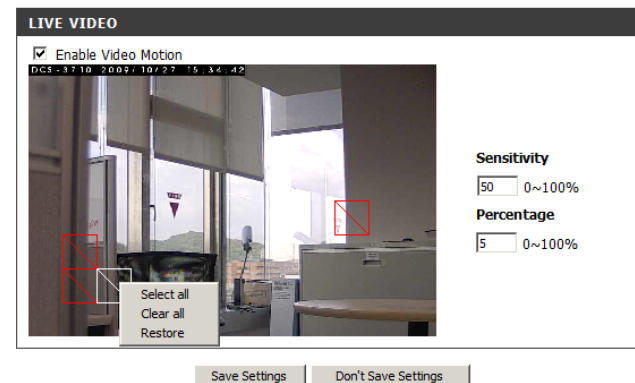 LIVE VIDEO
Enable Video Motion
DCS-3710 2009/10/27 15:34:42
Sensitivity
50 0~100%
Percentage
5 0~100%
Select all
Clear all
Restore
Save Settings Don't Save Settings